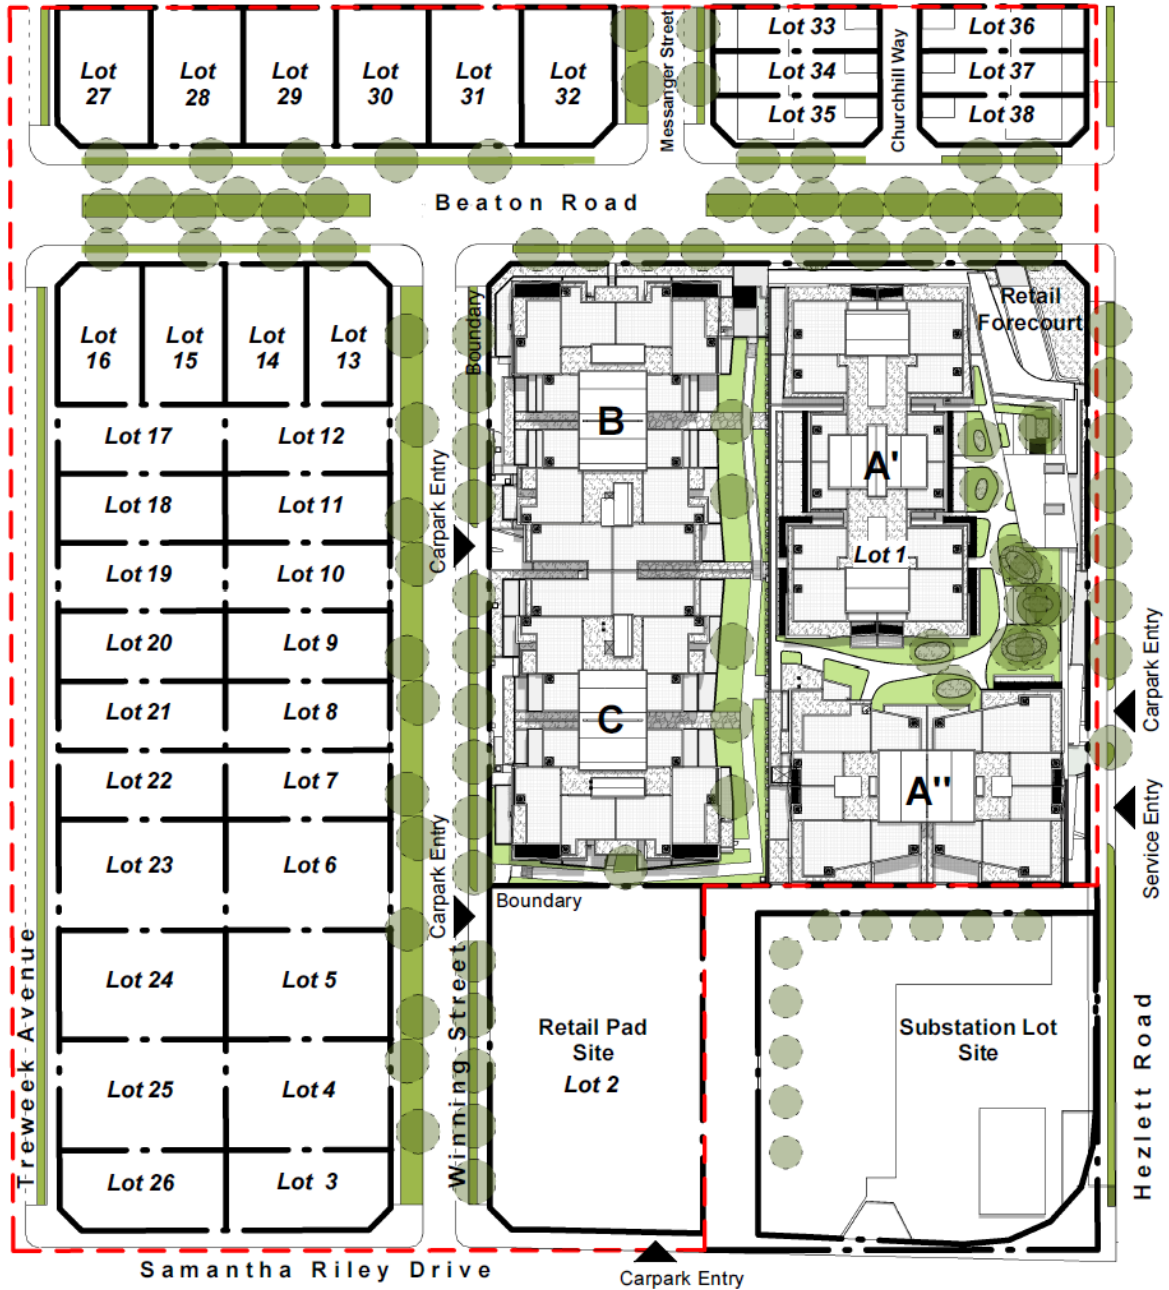 Lot
27
Lot
28
Lot
29
Lot
30
Lot
31
Lot
32
Messanger Street
Lot 33
Lot 34
Lot 35
Churchhill Way
Lot 36
Lot 37
Lot 38
Beaton Road
Lot
16
Lot
15
Lot
14
Lot
13
Lot 17
Lot 12
Lot 18
Lot 11
Lot 19
Lot 10
Lot 20
Lot 9
Lot 21
Lot 8
Lot 22
Lot 7
Lot 23
Lot 6
Lot 24
Lot 5
Lot 25
Lot 4
Lot 26
Lot 3
Treweek Avenue
Boundary
Carpark Entry
Carpark Entry
Winning Street
B
C
A'
Lot 1
A"
Retail
Forecourt
Carpark Entry
Service Entry
Boundary
Retail Pad
Site
Lot 2
Substation Lot
Site
Hezlett Road
Samantha Riley Drive
Carpark Entry